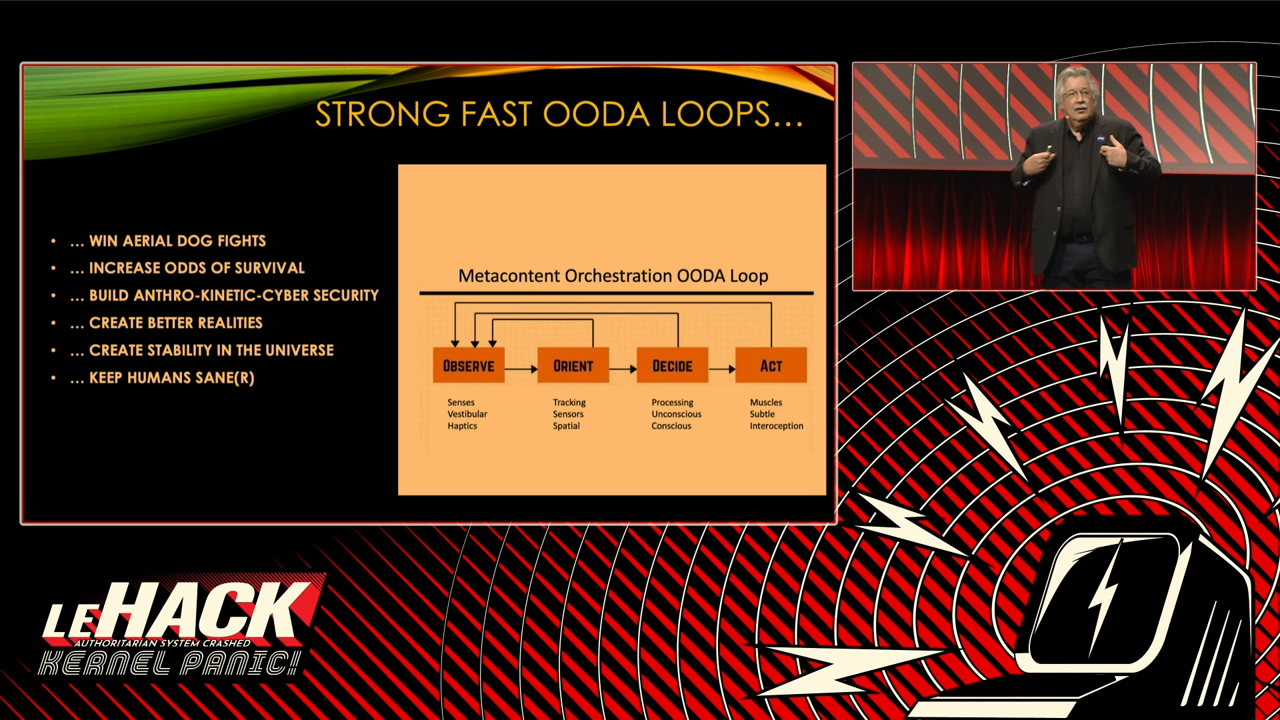 STRONG FAST OODA LOOPS...
• ... WIN AERIAL DOG FIGHTS
• ... INCREASE ODDS OF SURVIVAL
• ... BUILD ANTHRO-KINETIC-CYBER SECURITY
• ... CREATE BETTER REALITIES
• ... CREATE STABILITY IN THE UNIVERSE
• ... KEEP HUMANS SANE(R)
Metacontent Orchestration OODA Loop
OBSERVE
ORIENT
DECIDE
ACT
Senses
Vestibular
Haptics
Tracking
Sensors
Spatial
Processing
Unconscious
Conscious
Muscles
Subtle
Interoception
LEHACK
AUTHORITARIAN SYSTEM CRASHED
KERNEL PANIC!